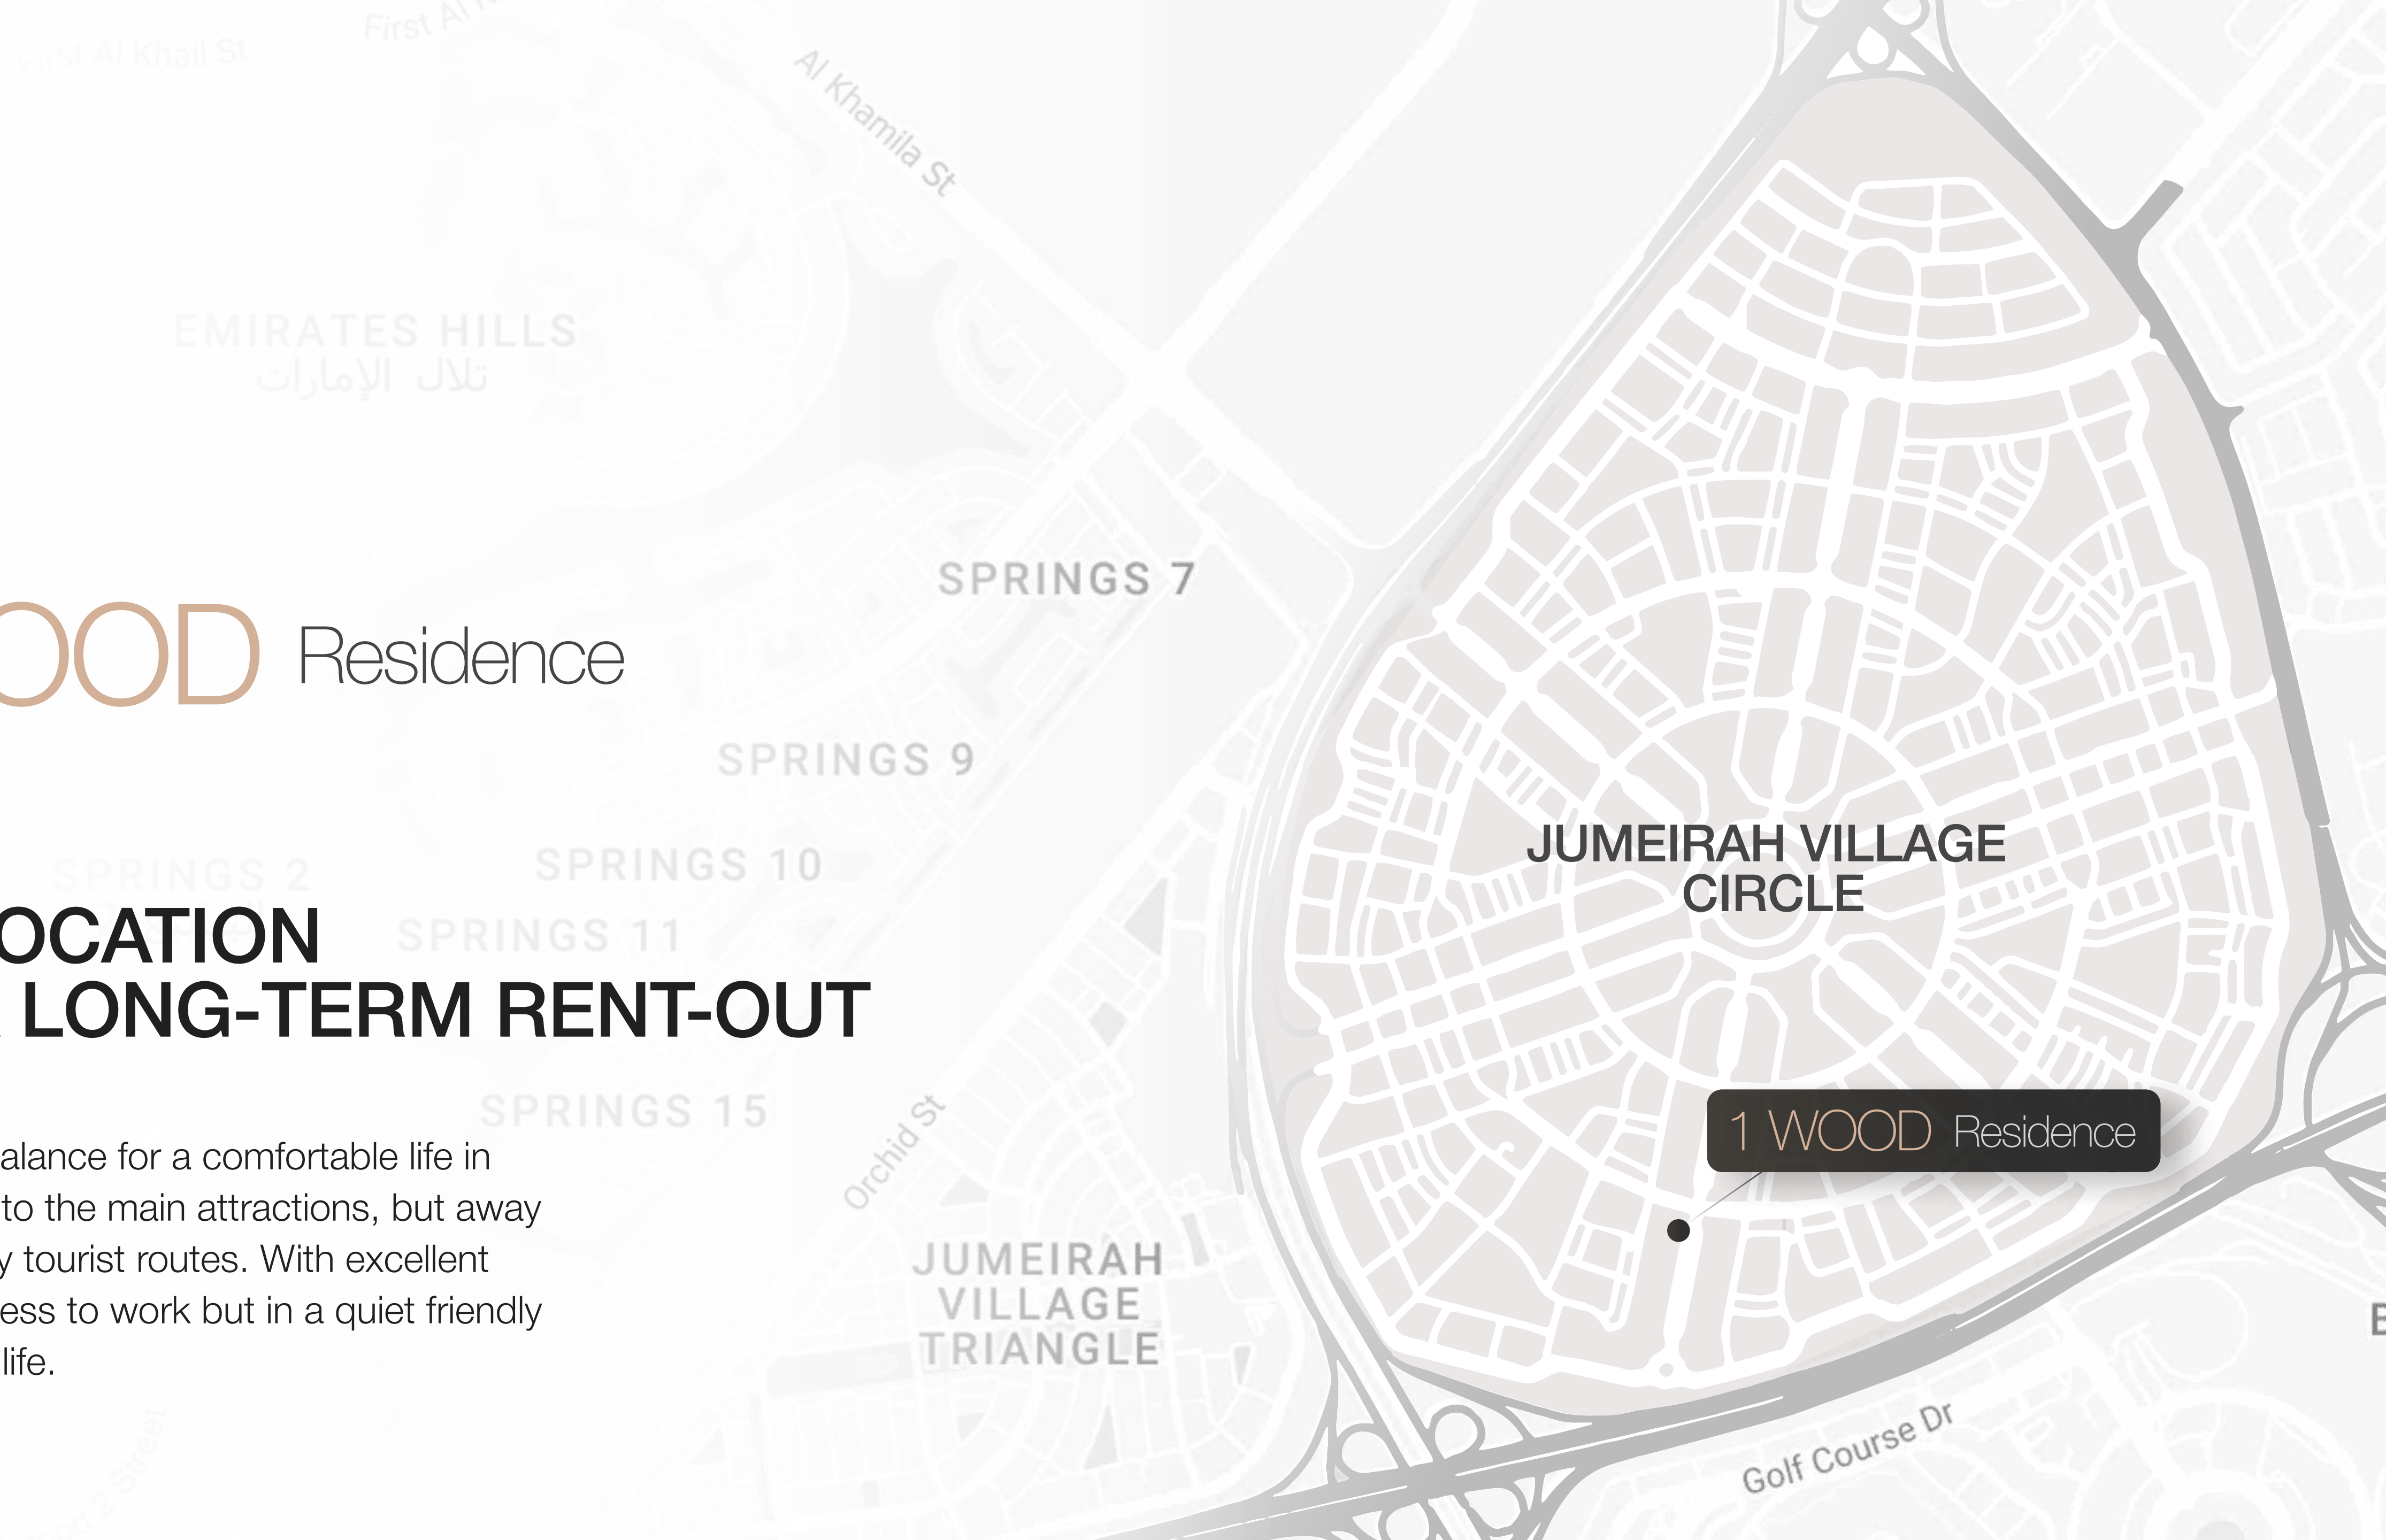 First Al Khail St
First Al K
Al Khamila St
EMIRATES HILLS
تلال الإمارات
SPRINGS 7
OOD Residence
SPRINGS 9
JUMEIRAH VILLAGE
CIRCLE
SPRINGS 2
SPRINGS 10
OCATION
SPRINGS 11
LONG-TERM RENT-OUT
SPRINGS 15
Orchid St
1 WOOD Residence
alance for a comfortable life in
to the main attractions, but away
y tourist routes. With excellent
ess to work but in a quiet friendly
life.
JUMEIRAH
VILLAGE
TRIANGLE
Golf Course Dr
2 Street